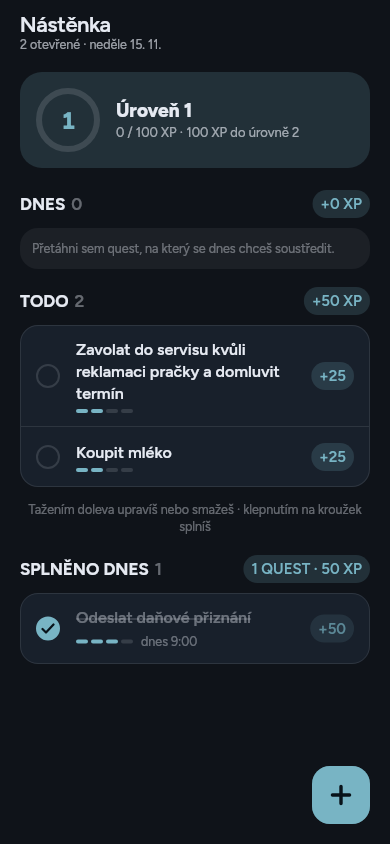 Nástěnka
2 otevřené · neděle 15. 11.
1
Úroveň 1
0 / 100 XP · 100 XP do úrovně 2
DNES 0
+0 XP
Přetáhni sem quest, na který se dnes chceš soustředit.
TODO 2
+50 XP
Zavolat do servisu kvůli
reklamaci pračky a domluvit
termín
+25
Koupit mléko
+25
Tažením doleva upravíš nebo smažeš · klepnutím na kroužek
splníš
SPLNĚNO DNES 1
1 QUEST · 50 XP
Odeslat daňové přiznání
dnes 9:00
+50